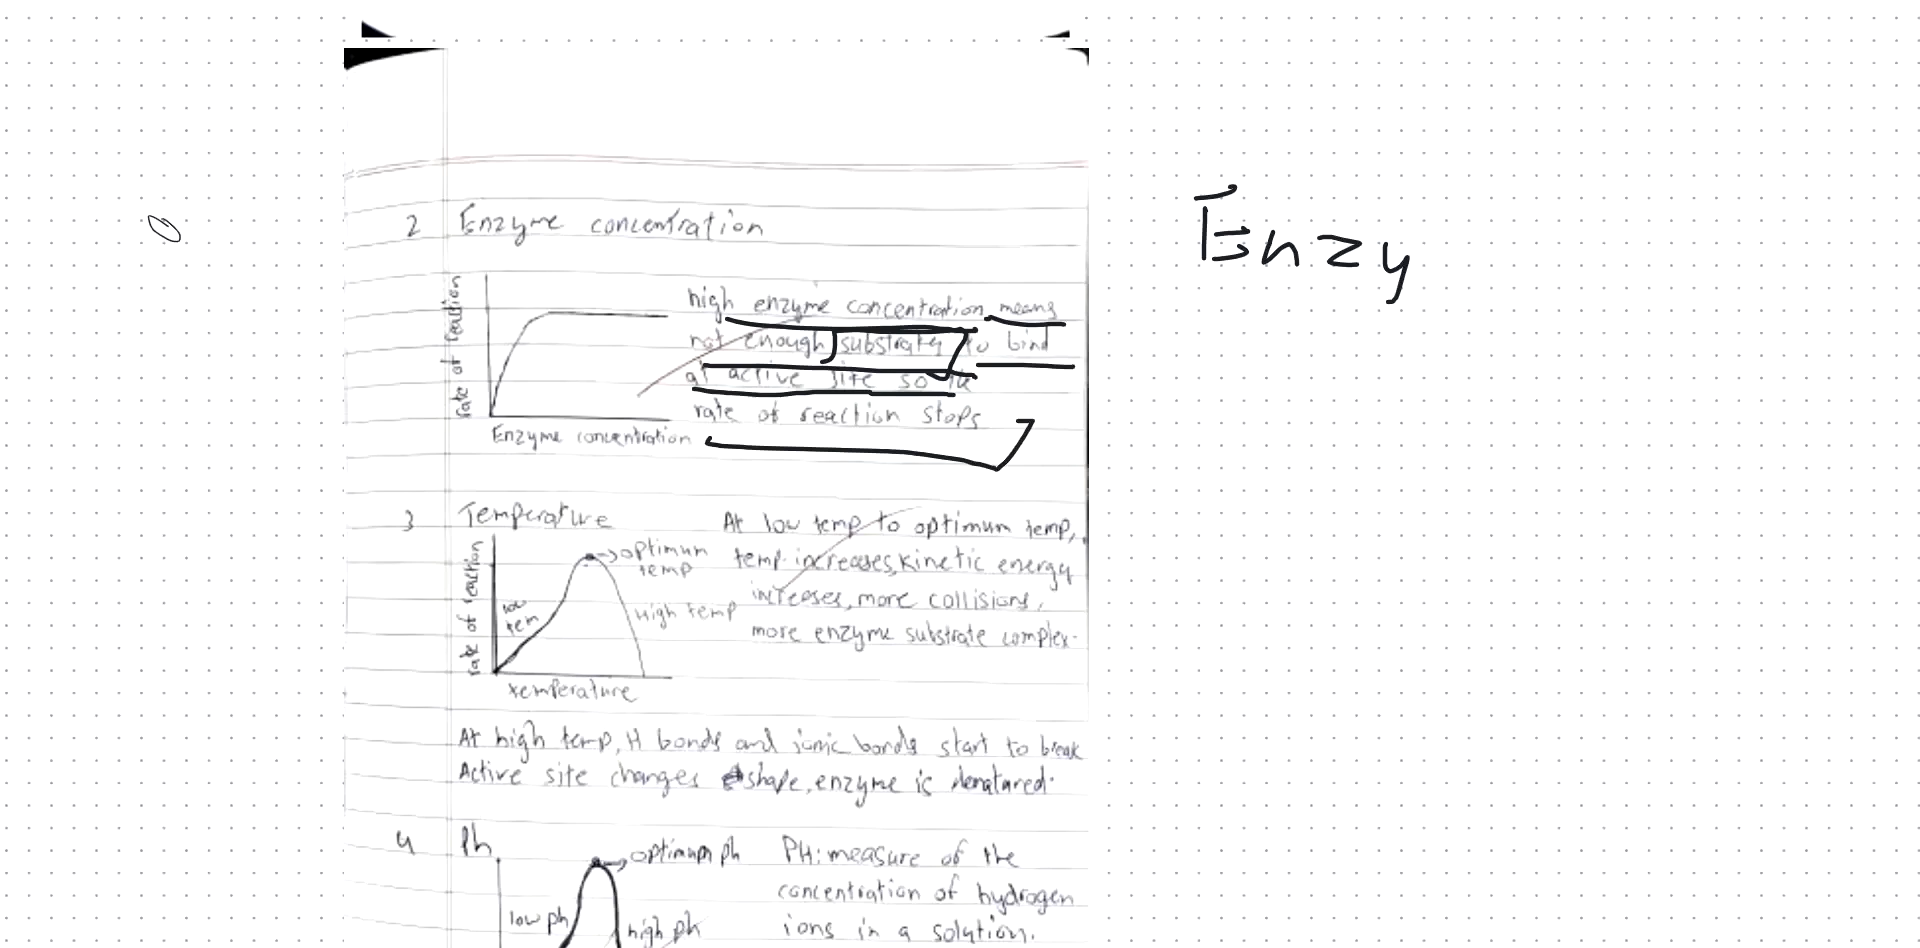 Enzy
2 Enzyme concentration
rate of reaction
Enzyme concentration
high enzyme concentration means
not enough substrates to bind
at active site so
rate of reaction stops
3 Temperature
rate of reaction
optimum
temp
low
tem
High temp
temperature
At low temp to optimum temp,
temp increases, kinetic energy
increases, more collisions,
more enzyme substrate complex.
At high temp, H bonds and ionic bonds start to break
Active site changes shape, enzyme is denatured.
4 Ph
optimum ph
low ph
high ph
PH: measure of the
concentration of hydrogen
ions in a solution.